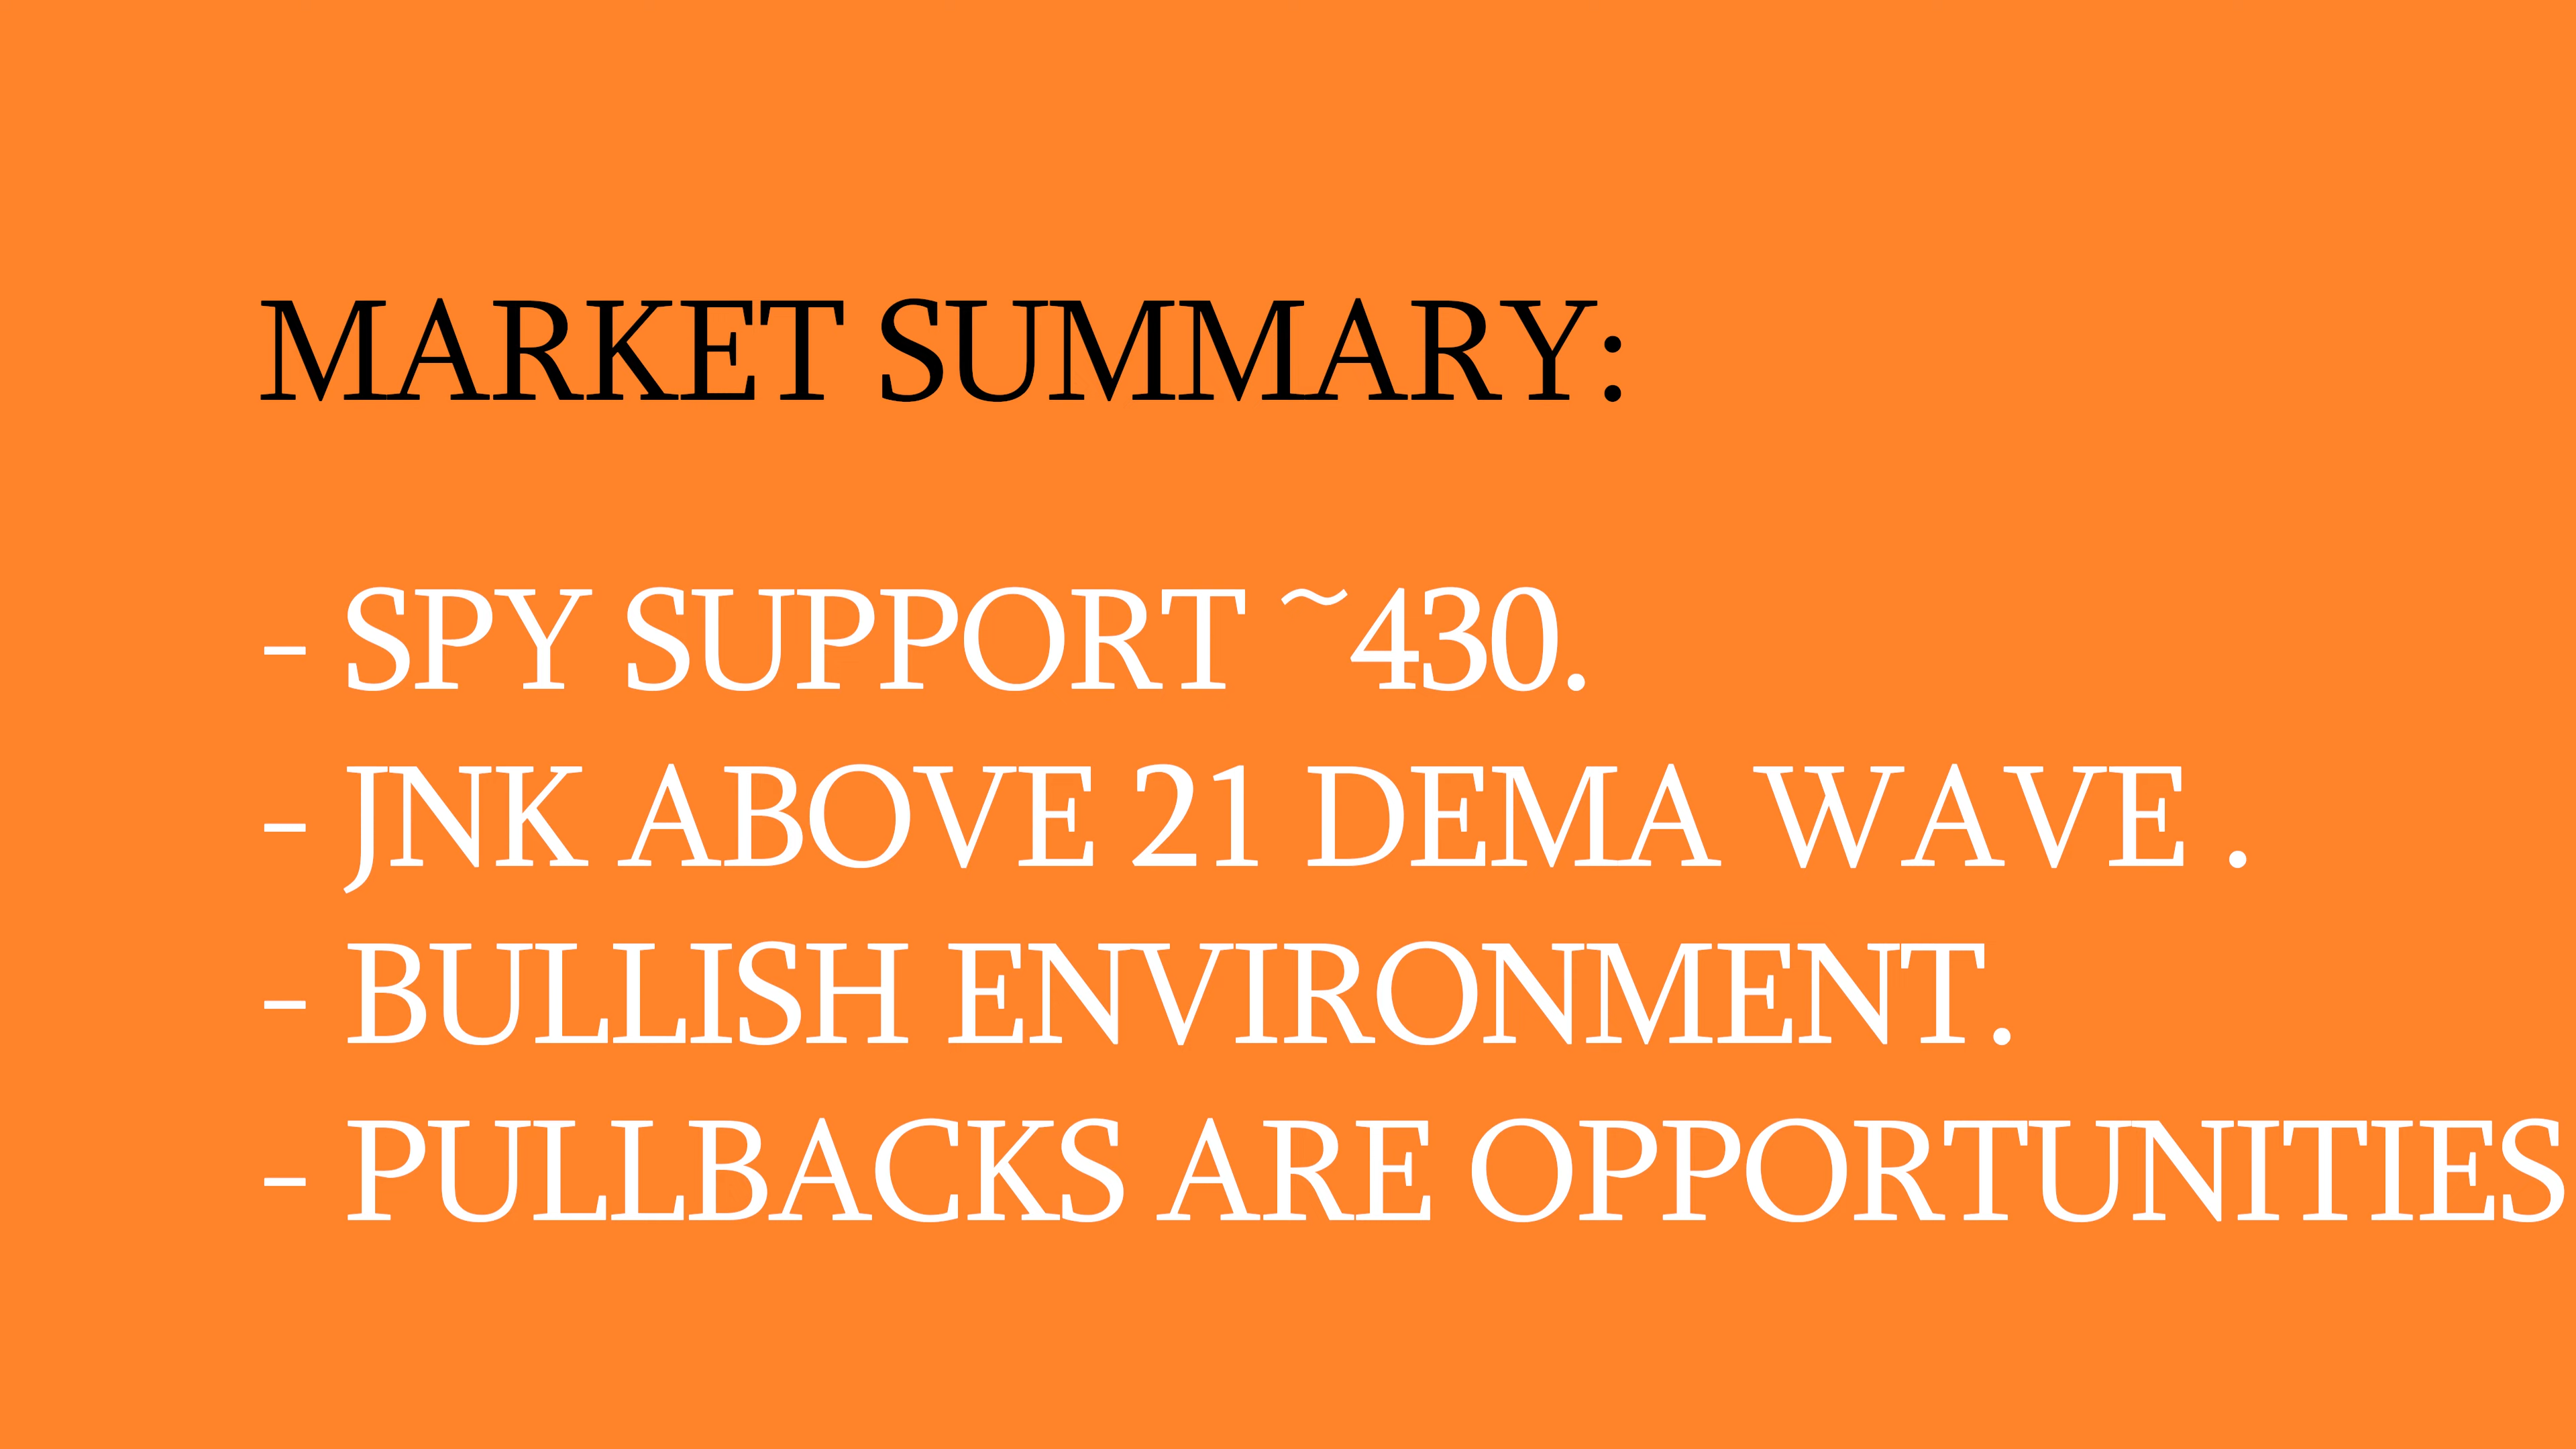 MARKET SUMMARY:
- SPY SUPPORT ~430.
- JNK ABOVE 21 DEMA WAVE .
- BULLISH ENVIRONMENT.
- PULLBACKS ARE OPPORTUNITIES